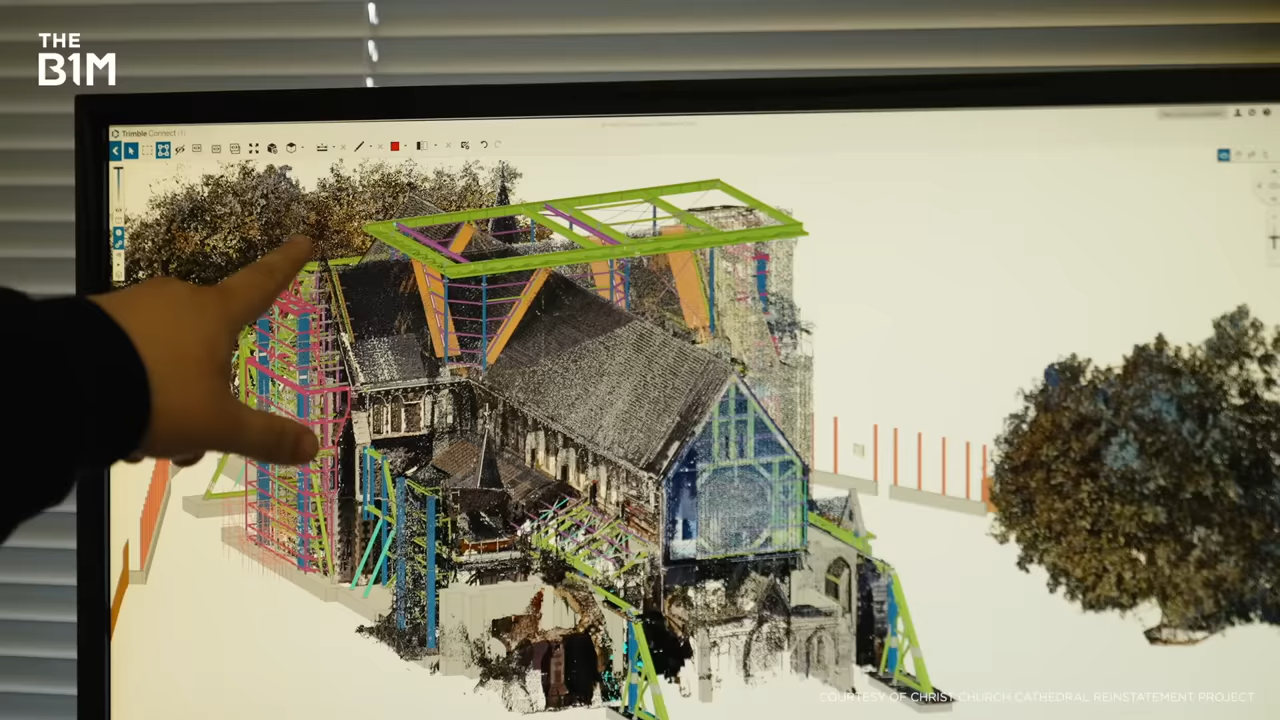 THE
B1M
Trimble Connect
COURTESY OF CHRIST CHURCH CATHEDRAL REINSTATEMENT PROJECT